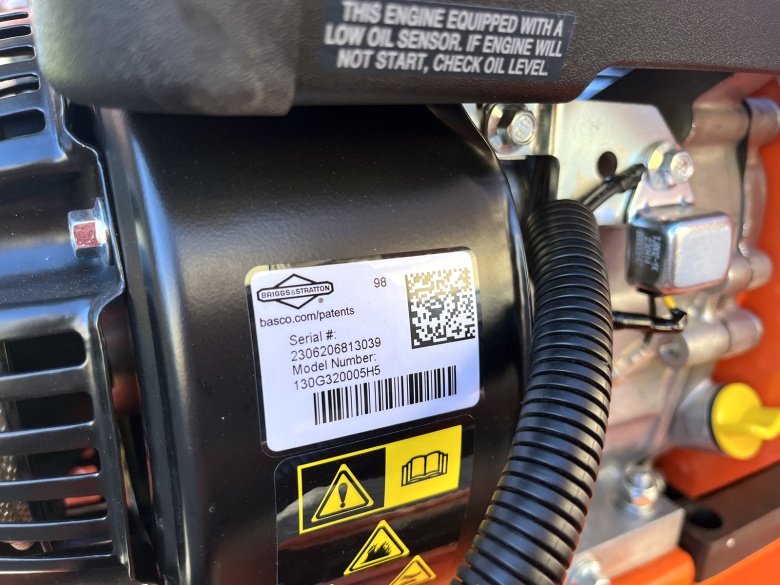 THIS ENGINE EQUIPPED WITH A
LOW OIL SENSOR. IF ENGINE WILL
NOT START, CHECK OIL LEVEL.
BRIGGS&STRATTON
®
98
basco.com/patents
Serial #:
2306206813039
Model Number:
130G320005H5